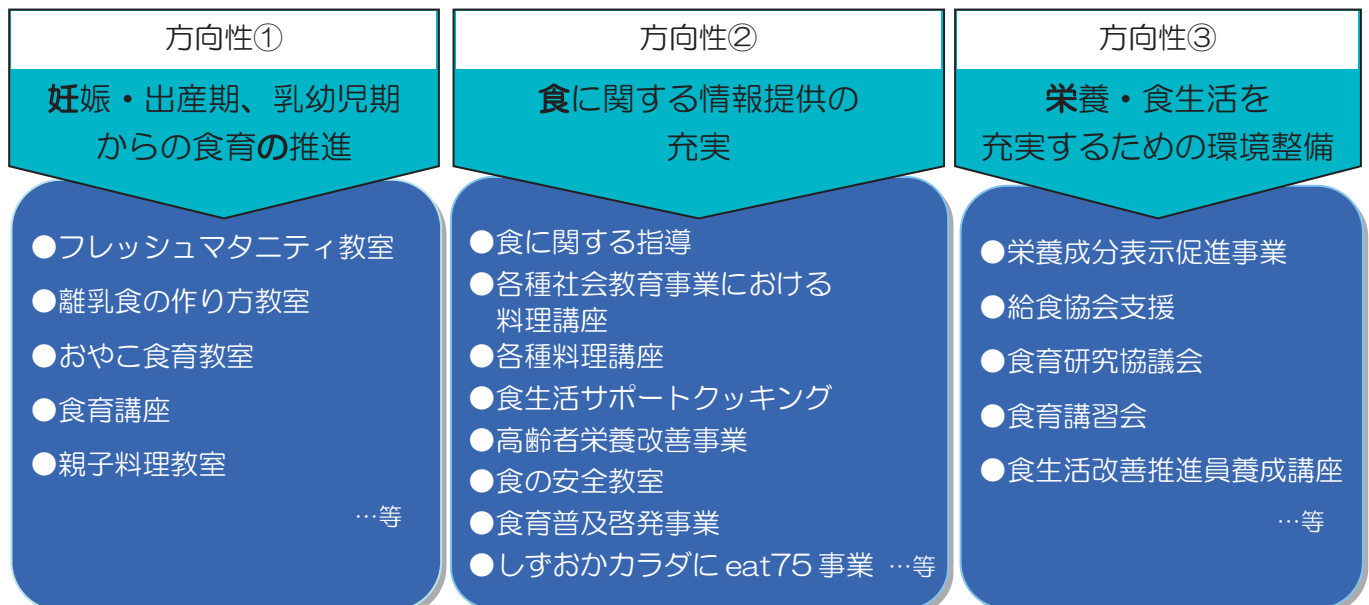 方向性①
妊娠・出産期、乳幼児期
からの食育の推進
●フレッシュマタニティ教室
●離乳食の作り方教室
●おやこ食育教室
●食育講座
●親子料理教室
…等
方向性②
食に関する情報提供の
充実
●食に関する指導
●各種社会教育事業における
料理講座
●各種料理講座
●食生活サポートクッキング
●高齢者栄養改善事業
●食の安全教室
●食育普及啓発事業
●しずおかカラダに eat75 事業 …等
方向性③
栄養・食生活を
充実するための環境整備
●栄養成分表示促進事業
●給食協会支援
●食育研究協議会
●食育講習会
●食生活改善推進員養成講座
…等